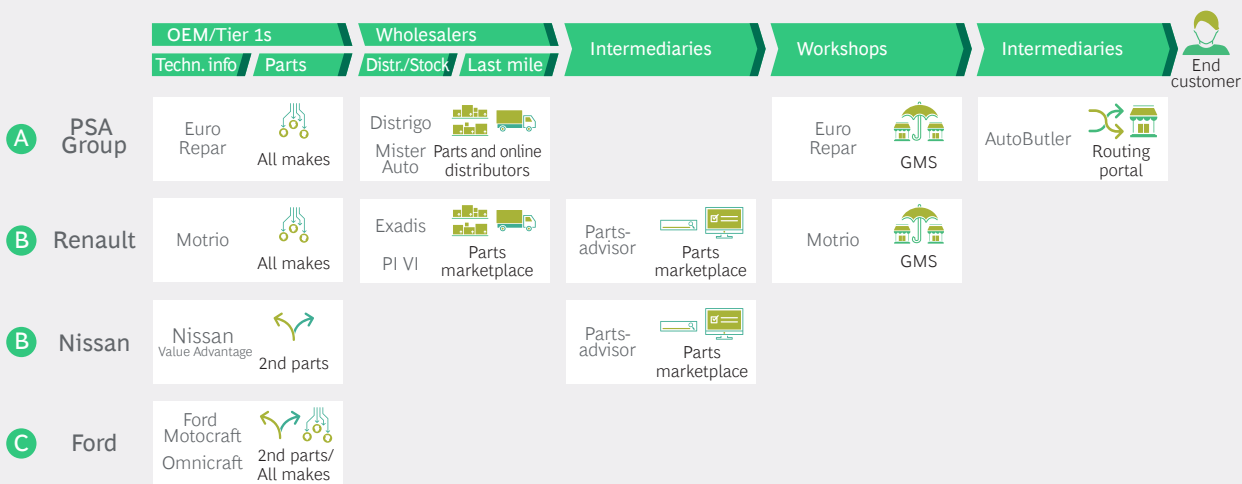 OEM/Tier 1s
Wholesalers
Intermediaries
Workshops
Intermediaries
Techn. info
Parts
Distr./Stock
Last mile
End
customer
A
PSA
Group
Euro
Repar
All makes
Distrigo
Mister
Auto
Parts and online
distributors
Euro
Repar
GMS
AutoButler
Routing
portal
B
Renault
Motrio
All makes
Exadis
PI VI
Parts
marketplace
Parts-
advisor
Parts
marketplace
Motrio
GMS
B
Nissan
Nissan
Value Advantage
2nd parts
Parts-
advisor
Parts
marketplace
C
Ford
Ford
Motocraft
Omnicraft
2nd parts/
All makes